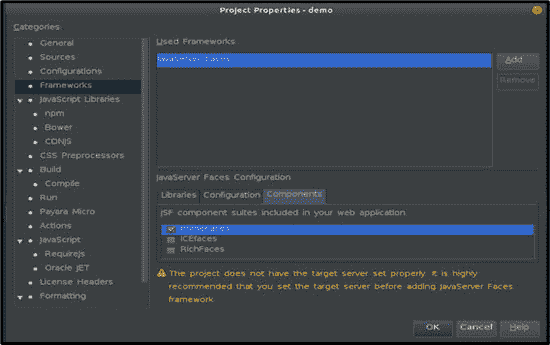 Project Properties - demo
Categories
General
Sources
Configurations
Frameworks
JavaScript Libraries
npm
Bower
CDNJS
CSS Preprocessors
Build
Compile
Run
Payara Micro
Actions
JavaScript
RequireJs
Oracle JET
License Headers
Formatting
Used Frameworks
Add
Remove
JavaServer Faces Configuration
Libraries Configuration Components
JSF component suites included in your web application
ICEfaces
RichFaces
The project does not have the target server set properly. It is highly
recommended that you set the target server before adding JavaServer Faces
framework
OK Cancel Help